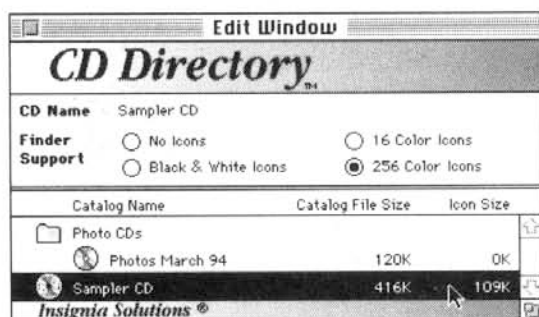 Edit Window
CD Directory™
CD Name Sampler CD
Finder Support No Icons 16 Color Icons
Black & White Icons 256 Color Icons
Catalog Name Catalog File Size Icon Size
Photo CDs
Photos March 94 120K 0K
Sampler CD 416K 109K
Insignia Solutions ®